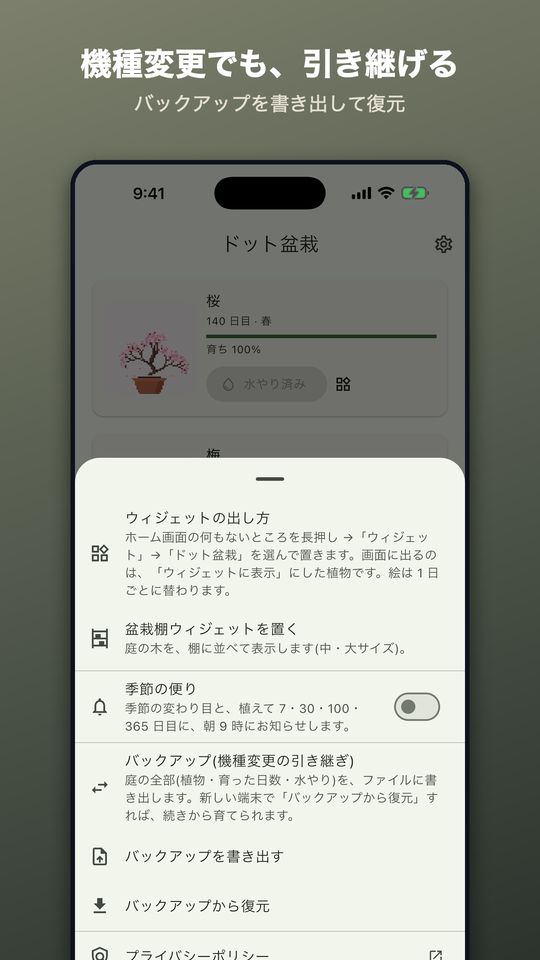 機種変更でも、引き継げる
バックアップを書き出して復元
9:41
ドット盆栽
桜
140 日目 · 春
育ち 100%
水やり済み
梅
ウィジェットの出し方
ホーム画面の何もないところを長押し →「ウィジェッ
ト」→「ドット盆栽」を選んで置きます。画面に出るの
は、「ウィジェットに表示」にした植物です。絵は 1 日
ごとに替わります。
盆栽棚ウィジェットを置く
庭の木を、棚に並べて表示します(中・大サイズ)。
季節の便り
季節の変わり目と、植えて 7・30・100・
365 日目に、朝 9 時にお知らせします。
バックアップ(機種変更の引き継ぎ)
庭の全部(植物・育った日数・水やり)を、ファイルに書
き出します。新しい端末で「バックアップから復元」す
れば、続きから育てられます。
バックアップを書き出す
バックアップから復元
プライバシーポリシー